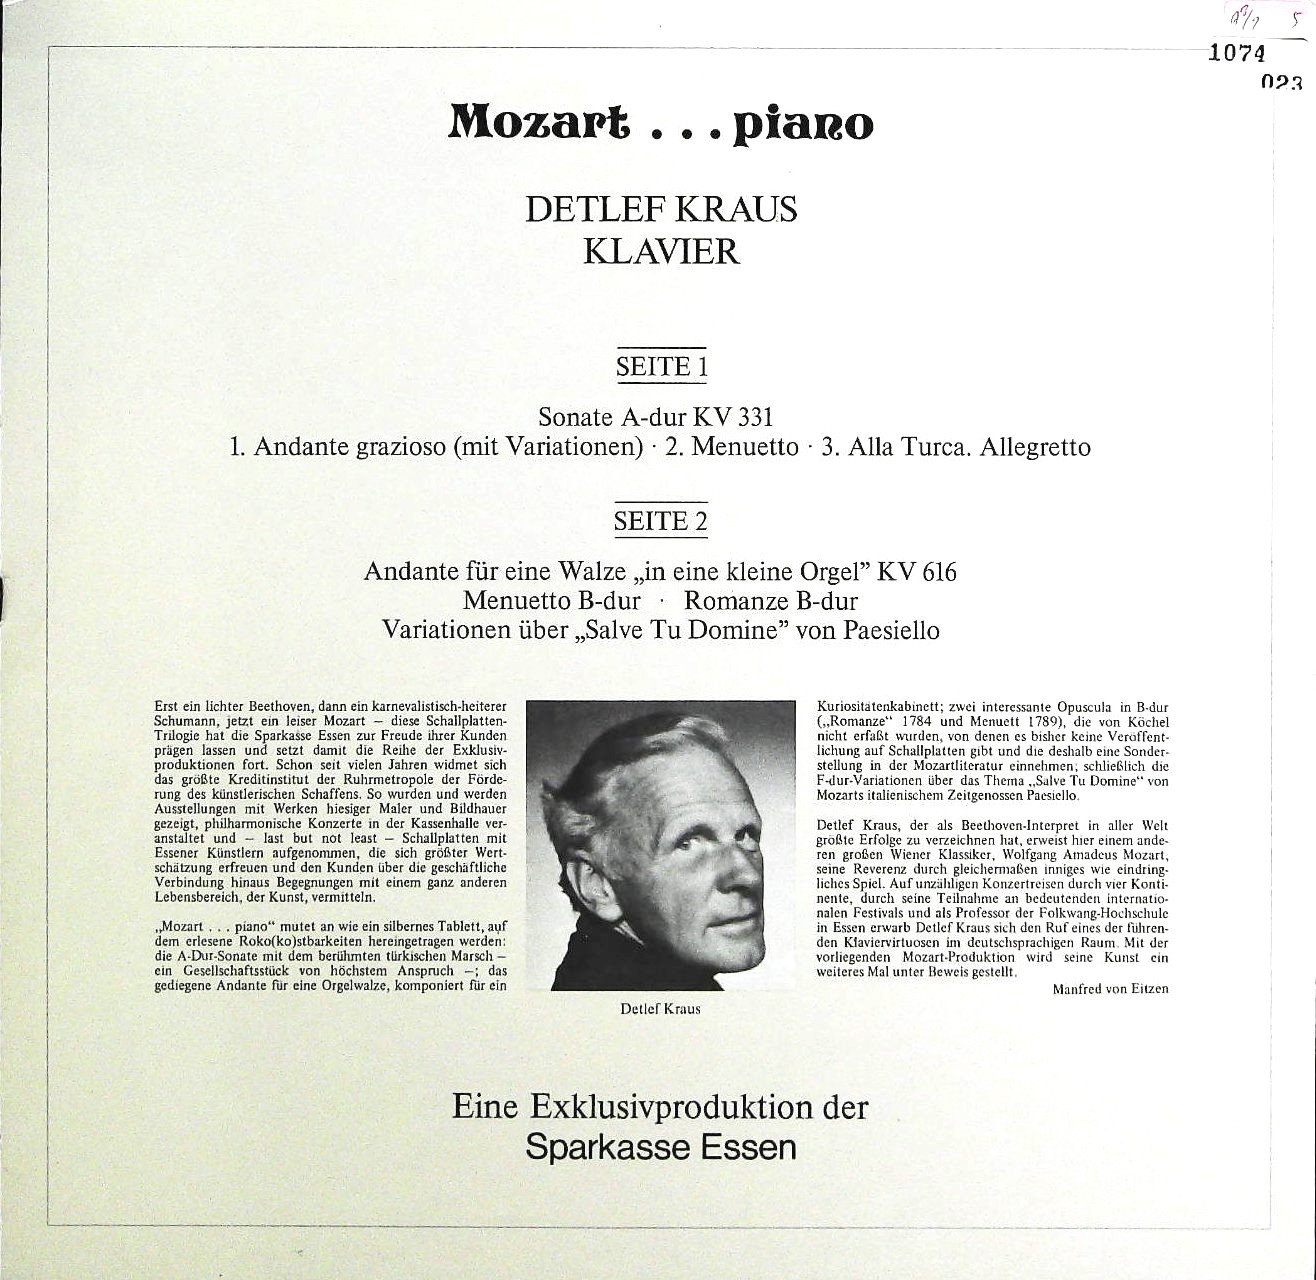 1074
023
Mozart . . . piano
DETLEF KRAUS
KLAVIER
SEITE 1
Sonate A-dur KV 331
1. Andante grazioso (mit Variationen) · 2. Menuetto · 3. Alla Turca. Allegretto
SEITE 2
Andante für eine Walze „in eine kleine Orgel” KV 616
Menuetto B-dur · Romanze B-dur
Variationen über „Salve Tu Domine” von Paesiello
Erst ein lichter Beethoven, dann ein karnevalistisch-heiterer
Schumann, jetzt ein leiser Mozart – diese Schallplatten-
Trilogie hat die Sparkasse Essen zur Freude ihrer Kunden
prägen lassen und setzt damit die Reihe der Exklusiv-
produktionen fort. Schon seit vielen Jahren widmet sich
das größte Kreditinstitut der Ruhrmetropole der Förde-
rung des künstlerischen Schaffens. So wurden und werden
Ausstellungen mit Werken hiesiger Maler und Bildhauer
gezeigt, philharmonische Konzerte in der Kassenhalle ver-
anstaltet und – last but not least – Schallplatten mit
Essener Künstlern aufgenommen, die sich größter Wert-
schätzung erfreuen und den Kunden über die geschäftliche
Verbindung hinaus Begegnungen mit einem ganz anderen
Lebensbereich, der Kunst, vermitteln.
„Mozart . . . piano“ mutet an wie ein silbernes Tablett, auf
dem erlesene Roko(ko)stbarkeiten hereingetragen werden:
die A-Dur-Sonate mit dem berühmten türkischen Marsch –
ein Gesellschaftsstück von höchstem Anspruch –; das
gediegene Andante für eine Orgelwalze, komponiert für ein
Kuriositätenkabinett; zwei interessante Opuscula in B-dur
(„Romanze“ 1784 und Menuett 1789), die von Köchel
nicht erfaßt wurden, von denen es bisher keine Veröffent-
lichung auf Schallplatten gibt und die deshalb eine Sonder-
stellung in der Mozartliteratur einnehmen; schließlich die
F-dur-Variationen über das Thema „Salve Tu Domine“ von
Mozarts italienischem Zeitgenossen Paesiello.
Detlef Kraus, der als Beethoven-Interpret in aller Welt
größte Erfolge zu verzeichnen hat, erweist hier einem ande-
ren großen Wiener Klassiker, Wolfgang Amadeus Mozart,
seine Reverenz durch gleichermaßen inniges wie eindring-
liches Spiel. Auf unzähligen Konzertreisen durch vier Konti-
nente, durch seine Teilnahme an bedeutenden internatio-
nalen Festivals und als Professor der Folkwang-Hochschule
in Essen erwarb Detlef Kraus sich den Ruf eines der führen-
den Klaviervirtuosen im deutschsprachigen Raum. Mit der
vorliegenden Mozart-Produktion wird seine Kunst ein
weiteres Mal unter Beweis gestellt.
Manfred von Eitzen
Detlef Kraus
Eine Exklusivproduktion der
Sparkasse Essen